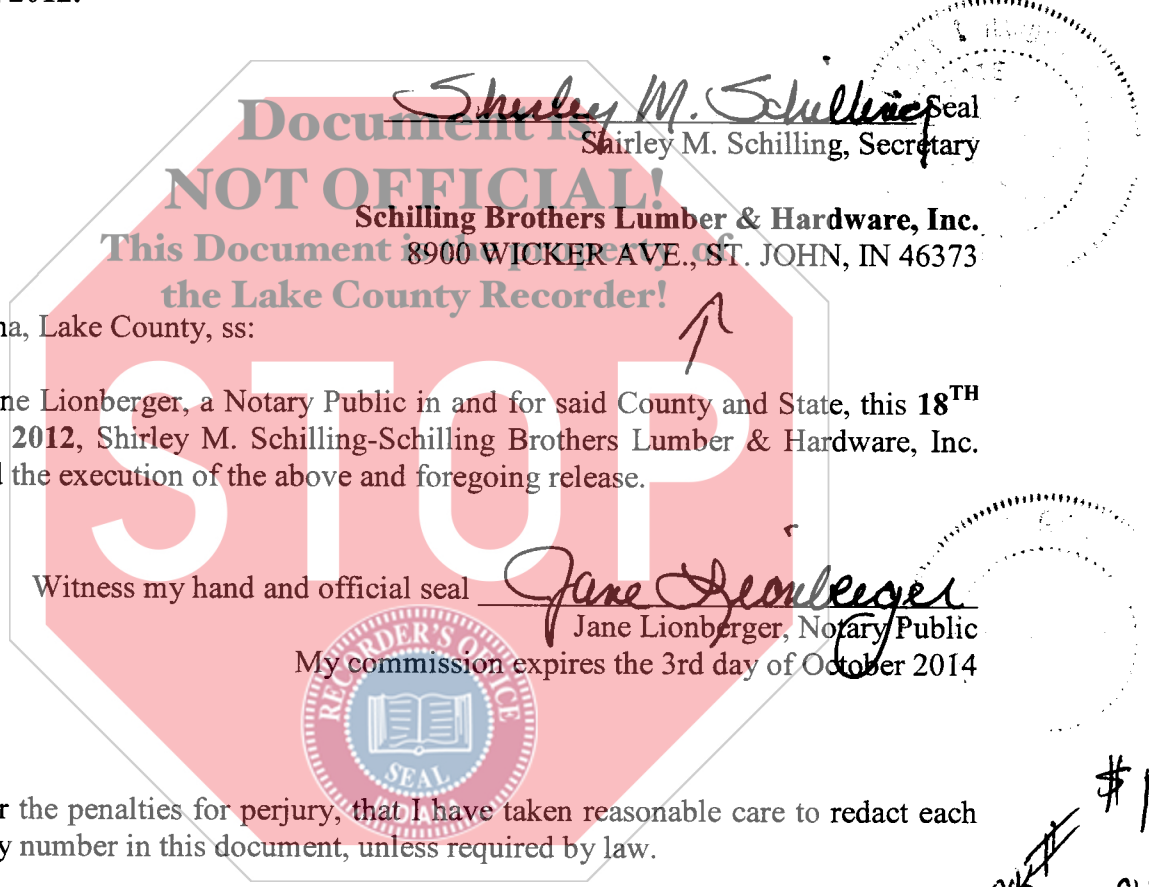 2012.
Shirley M. Schilling Seal
Shirley M. Schilling, Secretary
Document is
NOT OFFICIAL!
Schilling Brothers Lumber & Hardware, Inc.
This Document is the property of
8900 WICKER AVE., ST. JOHN, IN 46373
the Lake County Recorder!
na, Lake County, ss:
STOP
ne Lionberger, a Notary Public in and for said County and State, this 18TH
2012, Shirley M. Schilling-Schilling Brothers Lumber & Hardware, Inc.
the execution of the above and foregoing release.
Witness my hand and official seal Jane Lionberger
Jane Lionberger, Notary Public
My commission expires the 3rd day of October 2014
RECORDER'S OFFICE
SEAL
r the penalties for perjury, that I have taken reasonable care to redact each
y number in this document, unless required by law.
$